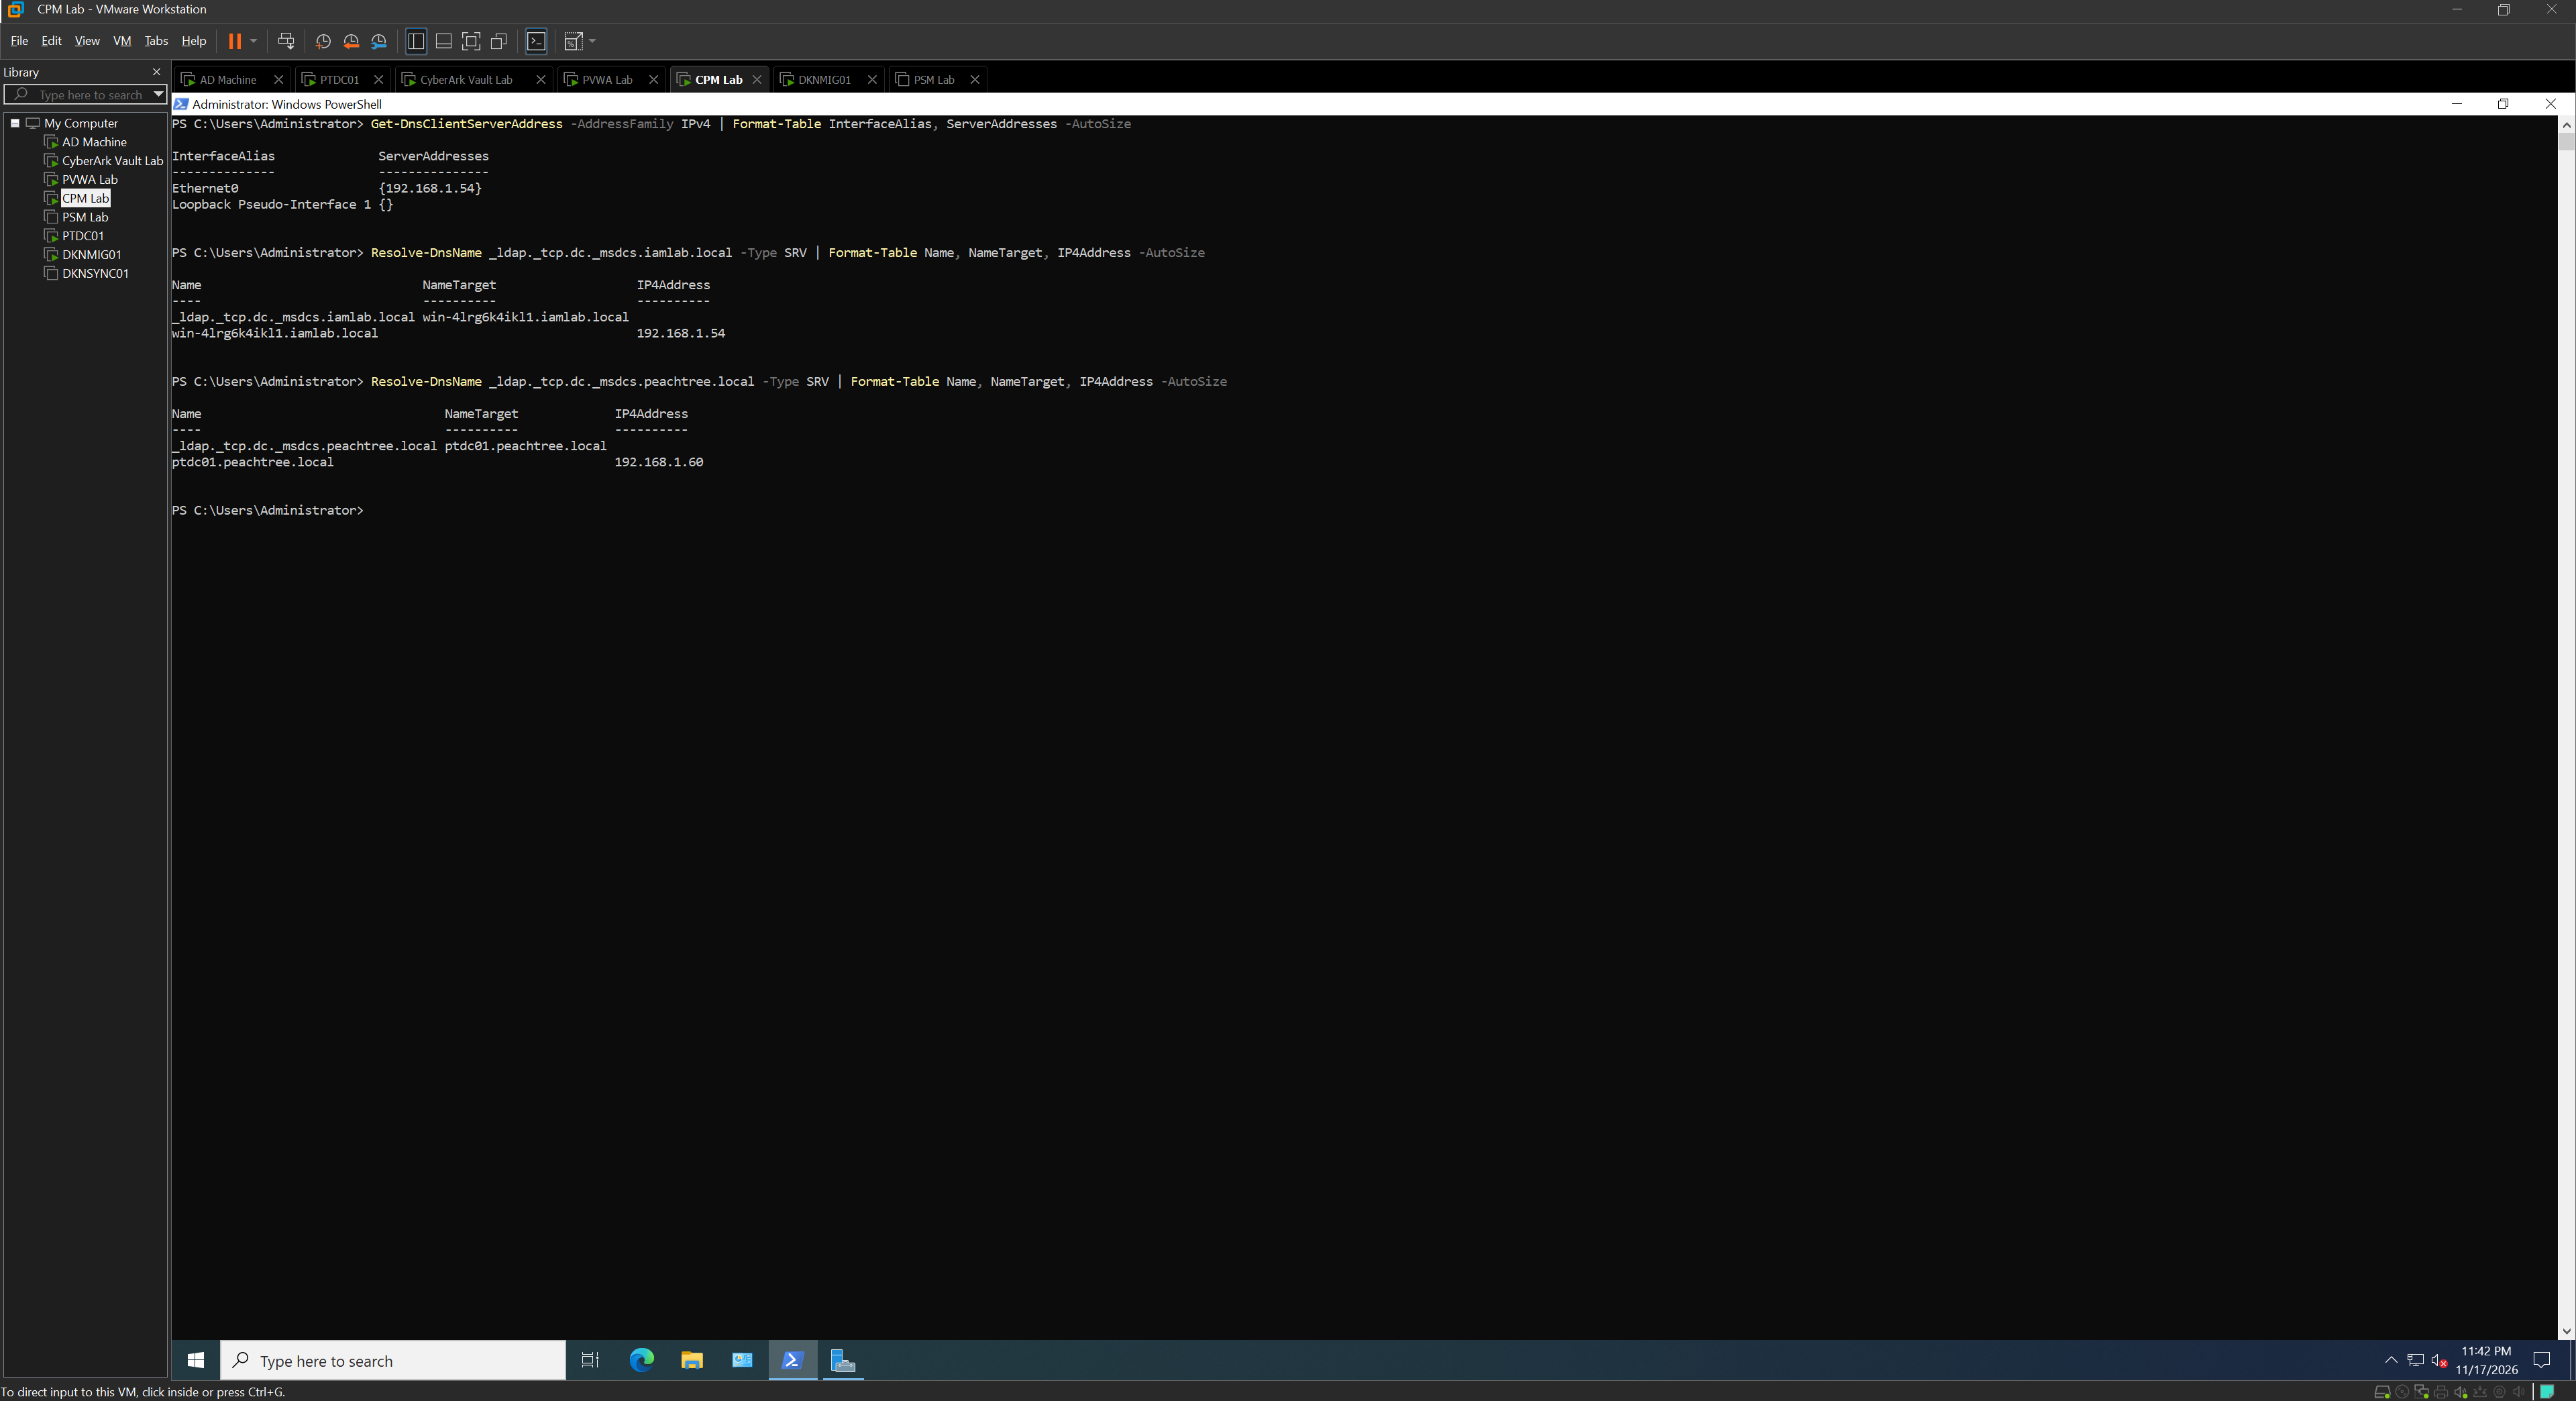 CPM Lab - VMware Workstation
File Edit View VM Tabs Help
Library
Type here to search
My Computer
AD Machine
CyberArk Vault Lab
PVWA Lab
CPM Lab
PSM Lab
PTDC01
DKNMIG01
DKNSYNC01
AD Machine PTDC01 CyberArk Vault Lab PVWA Lab CPM Lab DKNMIG01 PSM Lab
Administrator: Windows PowerShell
PS C:\Users\Administrator> Get-DnsClientServerAddress -AddressFamily IPv4 | Format-Table InterfaceAlias, ServerAddresses -AutoSize
InterfaceAlias ServerAddresses
-------------- ---------------
Ethernet0 {192.168.1.54}
Loopback Pseudo-Interface 1 {}
PS C:\Users\Administrator> Resolve-DnsName _ldap._tcp.dc._msdcs.iamlab.local -Type SRV | Format-Table Name, NameTarget, IP4Address -AutoSize
Name NameTarget IP4Address
---- ---------- ----------
_ldap._tcp.dc._msdcs.iamlab.local win-4lrg6k4ikl1.iamlab.local
win-4lrg6k4ikl1.iamlab.local 192.168.1.54
PS C:\Users\Administrator> Resolve-DnsName _ldap._tcp.dc._msdcs.peachtree.local -Type SRV | Format-Table Name, NameTarget, IP4Address -AutoSize
Name NameTarget IP4Address
---- ---------- ----------
_ldap._tcp.dc._msdcs.peachtree.local ptdc01.peachtree.local
ptdc01.peachtree.local 192.168.1.60
PS C:\Users\Administrator>
Type here to search
11:42 PM
11/17/2026
To direct input to this VM, click inside or press Ctrl+G.